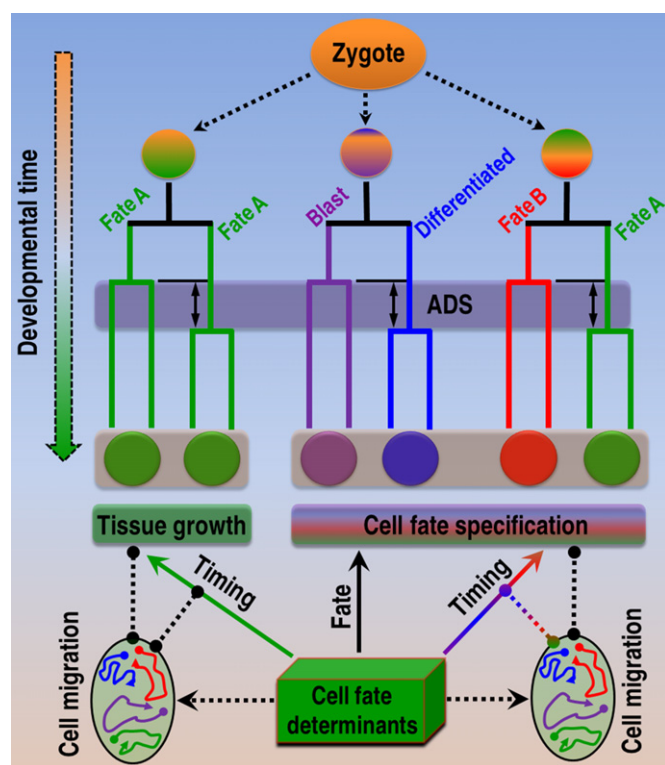 Zygote
Developmental time
Fate A
Fate A
Blast
Differentiated
Fate B
Fate A
ADS
Tissue growth
Cell fate specification
Timing
Fate
Timing
Cell migration
Cell fate
determinants
Cell migration